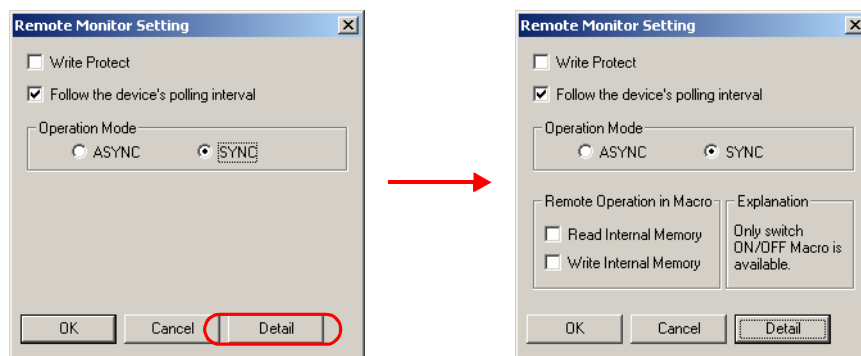 Remote Monitor Setting
Write Protect
Follow the device's polling interval
Operation Mode
ASYNC SYNC
OK Cancel Detail
Remote Monitor Setting
Write Protect
Follow the device's polling interval
Operation Mode
ASYNC SYNC
Remote Operation in Macro
Read Internal Memory
Write Internal Memory
Explanation
Only switch
ON/OFF Macro is
available.
OK Cancel Detail